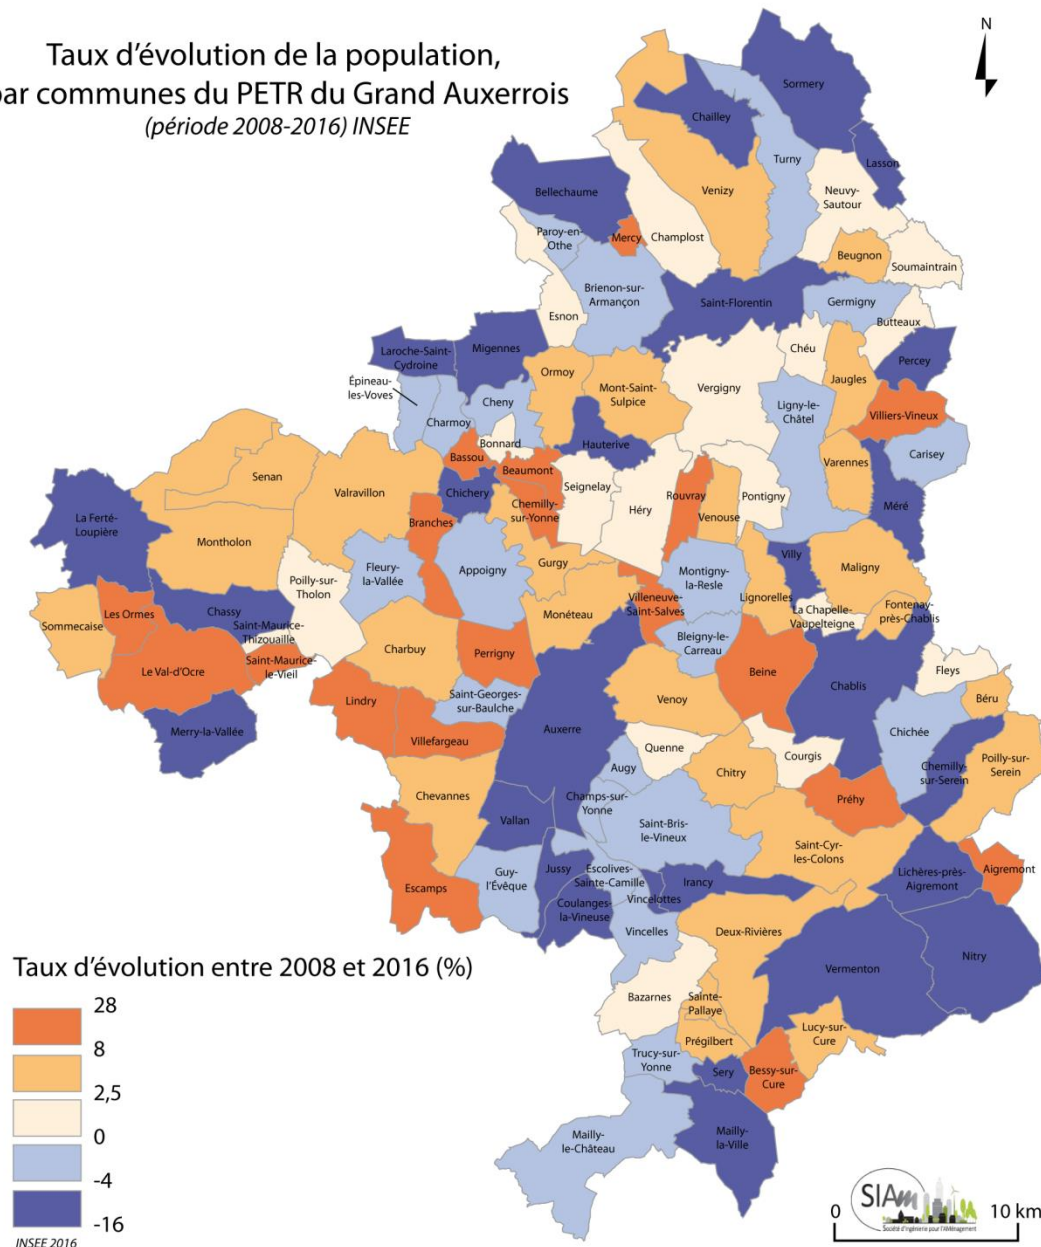 Taux d'évolution de la population,
par communes du PETR du Grand Auxerrois
(période 2008-2016) INSEE
N
Sormery
Chailley
Turny
Lasson
Bellechaume
Venizy
Neuvy-
Sautour
Paroy-en-
Othe
Mercy
Champlost
Beugnon
Soumaintrain
Brienon-sur-
Armançon
Saint-Florentin
Germigny
Esnon
Butteaux
Laroche-Saint-
Cydroine
Migennes
Chéu
Percey
Épineau-
les-Voves
Ormoy
Mont-Saint-
Sulpice
Vergigny
Jaugles
Cheny
Ligny-le-
Châtel
Villiers-Vineux
Charmoy
Bonnard
Hauterive
Carisey
Bassou
Beaumont
Varennes
Senan
Valravillon
Chichery
Seignelay
Rouvray
Pontigny
La Ferté-
Loupière
Branches
Chemilly-
sur-Yonne
Héry
Venouse
Méré
Montholon
Villy
Poilly-sur-
Tholon
Fleury-
la-Vallée
Appoigny
Gurgy
Montigny-
la-Resle
Maligny
Les Ormes
Chassy
Villeneuve-
Saint-Salves
Lignorelles
La Chapelle-
Vaupelteigne
Fontenay-
près-Chablis
Sommecaise
Saint-Maurice-
Thizouaille
Monéteau
Bleigny-le-
Carreau
Charbuy
Perrigny
Saint-Maurice-
le-Vieil
Le Val-d'Ocre
Beine
Chablis
Fleys
Lindry
Saint-Georges-
sur-Baulche
Venoy
Béru
Merry-la-Vallée
Villefargeau
Auxerre
Chichée
Quenne
Courgis
Poilly-sur-
Serein
Augy
Chitry
Chemilly-
sur-Serein
Chevannes
Champs-sur-
Yonne
Préhy
Vallan
Saint-Bris-
le-Vineux
Saint-Cyr-
les-Colons
Guy-
l'Évêque
Jussy
Escolives-
Sainte-Camille
Irancy
Lichères-près-
Aigremont
Aigremont
Escamps
Coulanges-
la-Vineuse
Vincelottes
Vincelles
Deux-Rivières
Nitry
Vermenton
Bazarnes
Sainte-
Pallaye
Lucy-sur-
Cure
Prégilbert
Trucy-sur-
Yonne
Sery
Bessy-sur-
Cure
Mailly-
le-Château
Mailly-
la-Ville
Taux d'évolution entre 2008 et 2016 (%)
28
8
2,5
0
-4
-16
INSEE 2016
SIAm
Société d'Ingénierie pour l'AMénagement
0 10 km